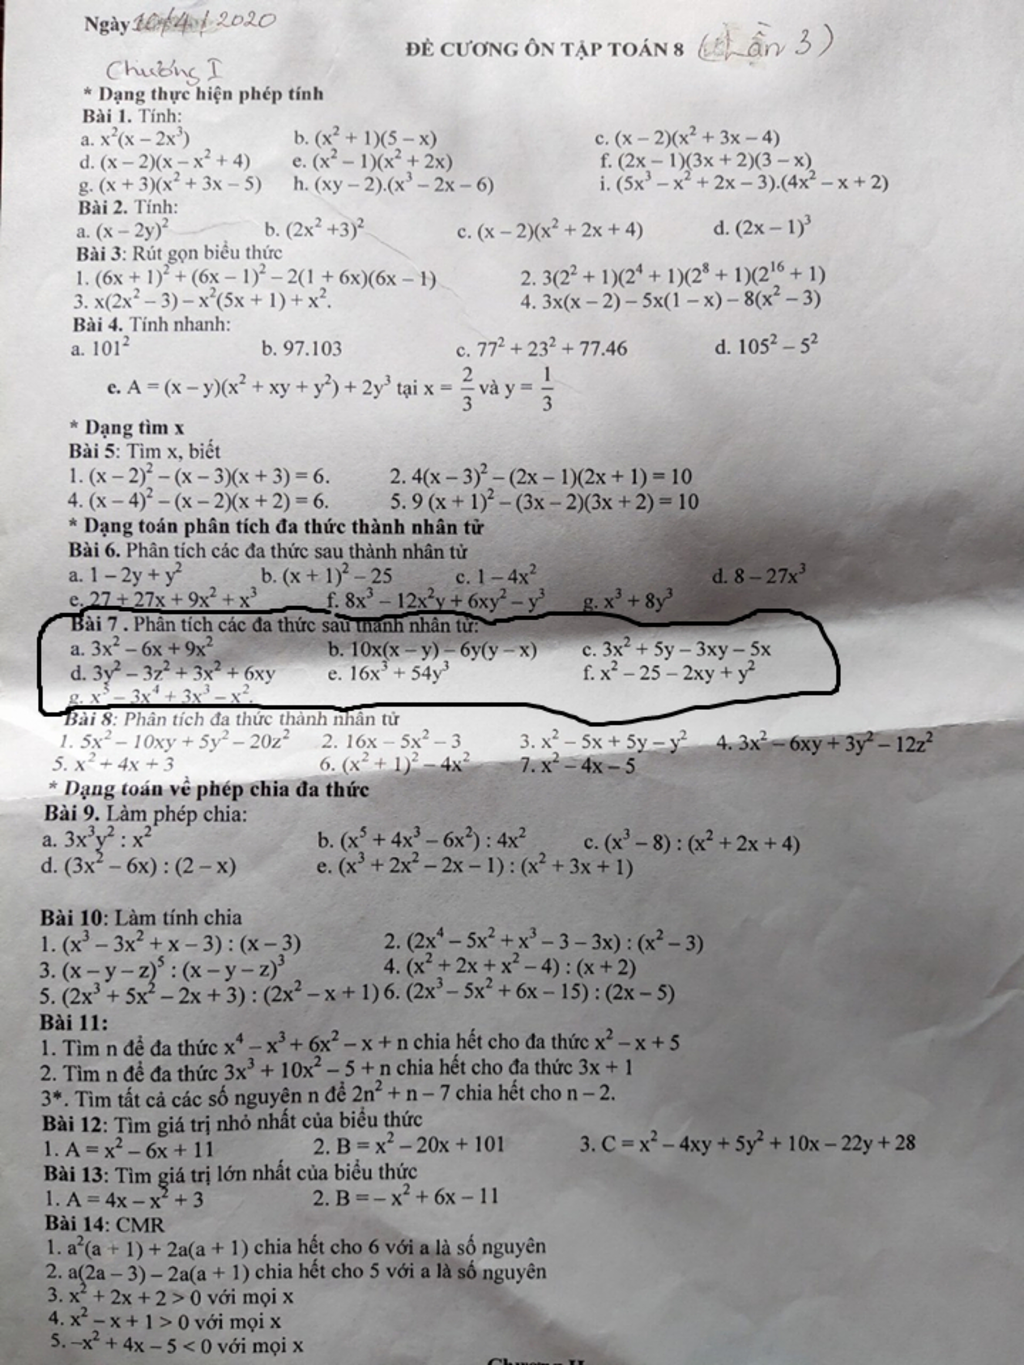 Ngày 16/4/2020
ĐỀ CƯƠNG ÔN TẬP TOÁN 8 (Lần 3)
Chương I
* Dạng thực hiện phép tính
Bài 1. Tính:
a. x²(x – 2x³) b. (x² + 1)(5 – x) c. (x – 2)(x² + 3x – 4)
d. (x – 2)(x – x² + 4) e. (x² – 1)(x² + 2x) f. (2x – 1)(3x + 2)(3 – x)
g. (x + 3)(x² + 3x – 5) h. (xy – 2).(x³ – 2x – 6) i. (5x³ – x² + 2x – 3).(4x² – x + 2)
Bài 2. Tính:
a. (x – 2y)² b. (2x² +3)² c. (x – 2)(x² + 2x + 4) d. (2x – 1)³
Bài 3: Rút gọn biểu thức
1. (6x + 1)² + (6x – 1)² – 2(1 + 6x)(6x – 1) 2. 3(2² + 1)(2⁴ + 1)(2⁸ + 1)(2¹⁶ + 1)
3. x(2x² – 3) – x²(5x + 1) + x². 4. 3x(x – 2) – 5x(1 – x) – 8(x² – 3)
Bài 4. Tính nhanh:
a. 101² b. 97.103 c. 77² + 23² + 77.46 d. 105² – 5²
e. A = (x – y)(x² + xy + y²) + 2y³ tại x = 2/3 và y = 1/3
* Dạng tìm x
Bài 5: Tìm x, biết
1. (x – 2)² – (x – 3)(x + 3) = 6. 2. 4(x – 3)² – (2x – 1)(2x + 1) = 10
4. (x – 4)² – (x – 2)(x + 2) = 6. 5. 9 (x + 1)² – (3x – 2)(3x + 2) = 10
* Dạng toán phân tích đa thức thành nhân tử
Bài 6. Phân tích các đa thức sau thành nhân tử
a. 1 – 2y + y² b. (x + 1)² – 25 c. 1 – 4x² d. 8 – 27x³
e. 27 + 27x + 9x² + x³ f. 8x³ – 12x²y + 6xy² – y³ g. x³ + 8y³
Bài 7 . Phân tích các đa thức sau thành nhân tử:
a. 3x² – 6x + 9x² b. 10x(x – y) – 6y(y – x) c. 3x² + 5y – 3xy – 5x
d. 3y² – 3z² + 3x² + 6xy e. 16x³ + 54y³ f. x² – 25 – 2xy + y²
g. x⁵ – 3x⁴ + 3x³ – x².
Bài 8: Phân tích đa thức thành nhân tử
1. 5x² – 10xy + 5y² – 20z² 2. 16x – 5x² – 3 3. x² – 5x + 5y – y² 4. 3x² – 6xy + 3y² – 12z²
5. x² + 4x + 3 6. (x² + 1)² – 4x² 7. x² – 4x – 5
* Dạng toán về phép chia đa thức
Bài 9. Làm phép chia:
a. 3x³y² : x² b. (x⁵ + 4x³ – 6x²) : 4x² c. (x³ – 8) : (x² + 2x + 4)
d. (3x² – 6x) : (2 – x) e. (x³ + 2x² – 2x – 1) : (x² + 3x + 1)
Bài 10: Làm tính chia
1. (x³ – 3x² + x – 3) : (x – 3) 2. (2x⁴ – 5x² + x³ – 3 – 3x) : (x² – 3)
3. (x – y – z)⁵ : (x – y – z)³ 4. (x² + 2x + x² – 4) : (x + 2)
5. (2x³ + 5x² – 2x + 3) : (2x² – x + 1) 6. (2x³ – 5x² + 6x – 15) : (2x – 5)
Bài 11:
1. Tìm n để đa thức x⁴ – x³ + 6x² – x + n chia hết cho đa thức x² – x + 5
2. Tìm n để đa thức 3x³ + 10x² – 5 + n chia hết cho đa thức 3x + 1
3*. Tìm tất cả các số nguyên n để 2n² + n – 7 chia hết cho n – 2.
Bài 12: Tìm giá trị nhỏ nhất của biểu thức
1. A = x² – 6x + 11 2. B = x² – 20x + 101 3. C = x² – 4xy + 5y² + 10x – 22y + 28
Bài 13: Tìm giá trị lớn nhất của biểu thức
1. A = 4x – x² + 3 2. B = – x² + 6x – 11
Bài 14: CMR
1. a²(a + 1) + 2a(a + 1) chia hết cho 6 với a là số nguyên
2. a(2a – 3) – 2a(a + 1) chia hết cho 5 với a là số nguyên
3. x² + 2x + 2 > 0 với mọi x
4. x² – x + 1 > 0 với mọi x
5. –x² + 4x – 5 < 0 với mọi x